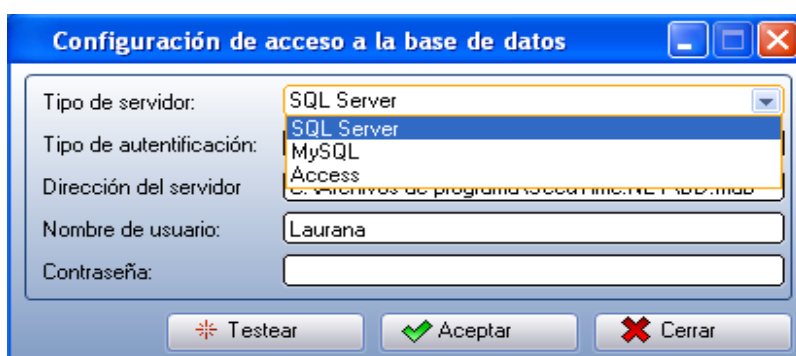 Configuración de acceso a la base de datos
Tipo de servidor: SQL Server
SQL Server
Tipo de autentificación:
MySQL
Access
Dirección del servidor
Nombre de usuario: Laurana
Contraseña:
Testear Aceptar Cerrar